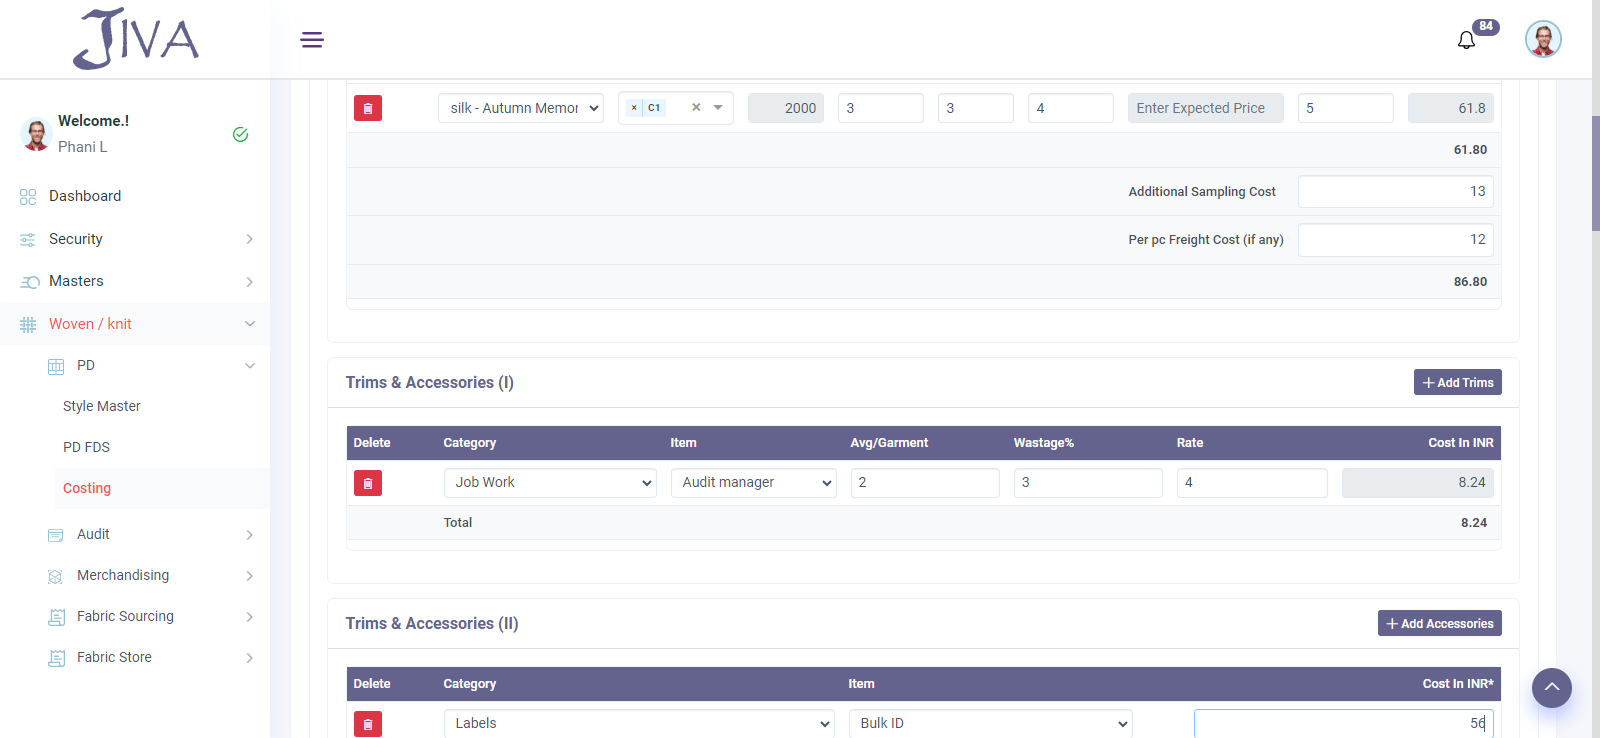 JIVA
84
Welcome.!
Phani L
Dashboard
Security
Masters
Woven / knit
PD
Style Master
PD FDS
Costing
Audit
Merchandising
Fabric Sourcing
Fabric Store
silk - Autumn Memor × C1 × 2000 3 3 4 Enter Expected Price 5 61.8
61.80
Additional Sampling Cost 13
Per pc Freight Cost (if any) 12
86.80
Trims & Accessories (I) + Add Trims
Delete Category Item Avg/Garment Wastage% Rate Cost In INR
Job Work Audit manager 2 3 4 8.24
Total 8.24
Trims & Accessories (II) + Add Accessories
Delete Category Item Cost In INR*
Labels Bulk ID 56